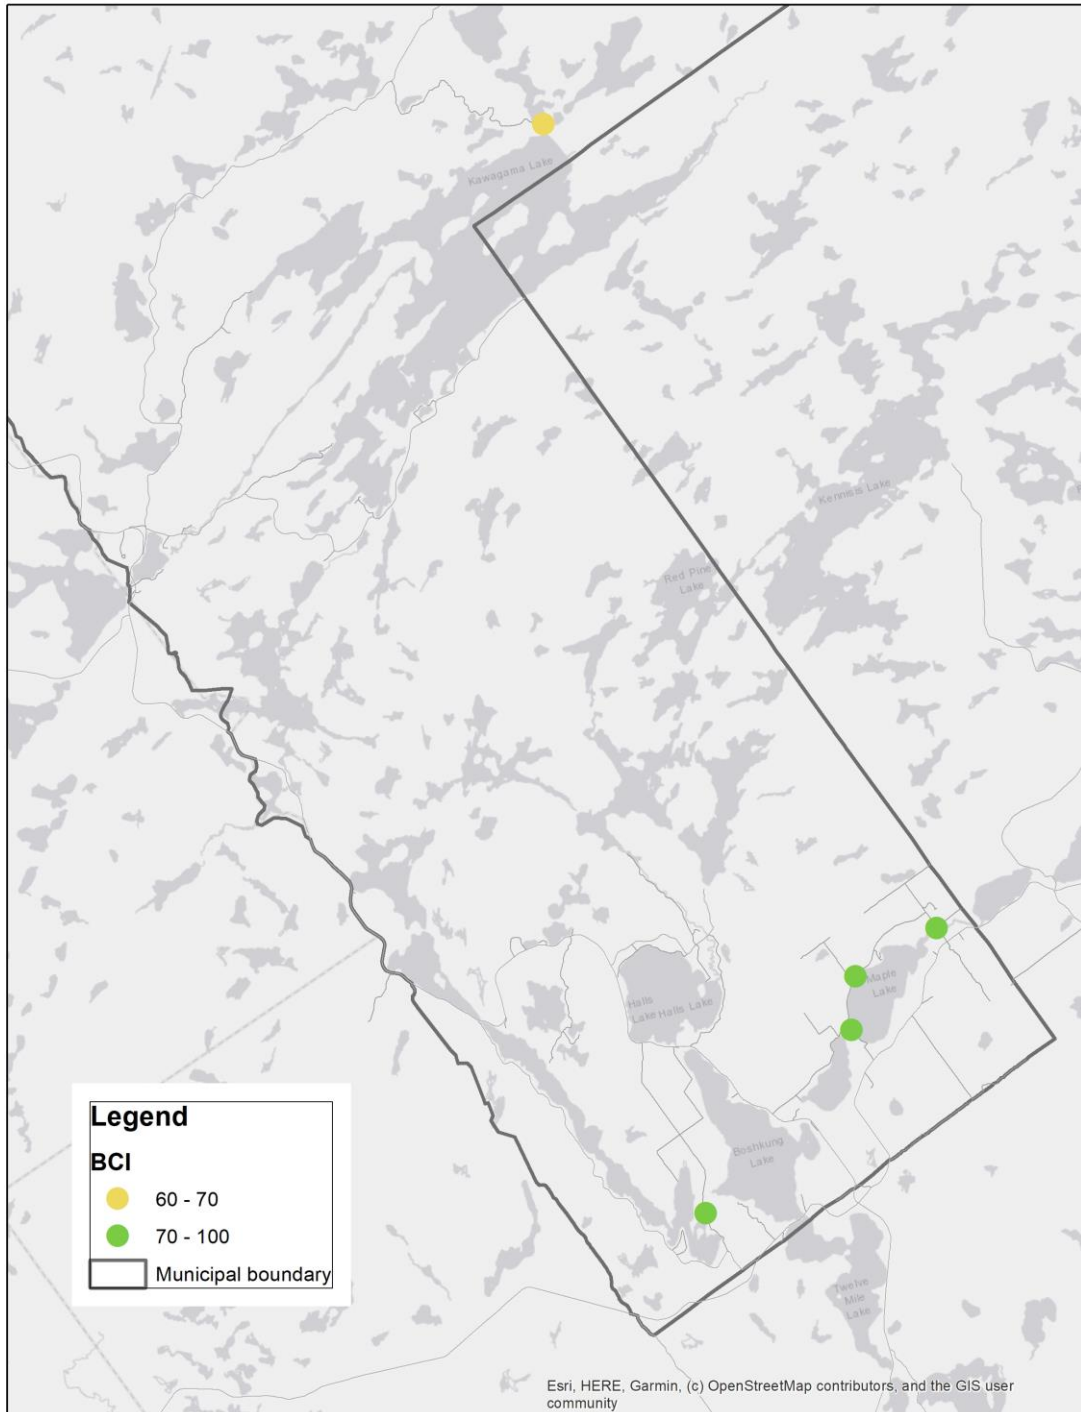 Kawagama Lake
Kennisis Lake
Red Pine
Lake
Maple
Lake
Halls
Lake
Halls Lake
Boshkung
Lake
Twelve
Mile
Lake
Legend
BCI
60 - 70
70 - 100
Municipal boundary
Esri, HERE, Garmin, (c) OpenStreetMap contributors, and the GIS user
community